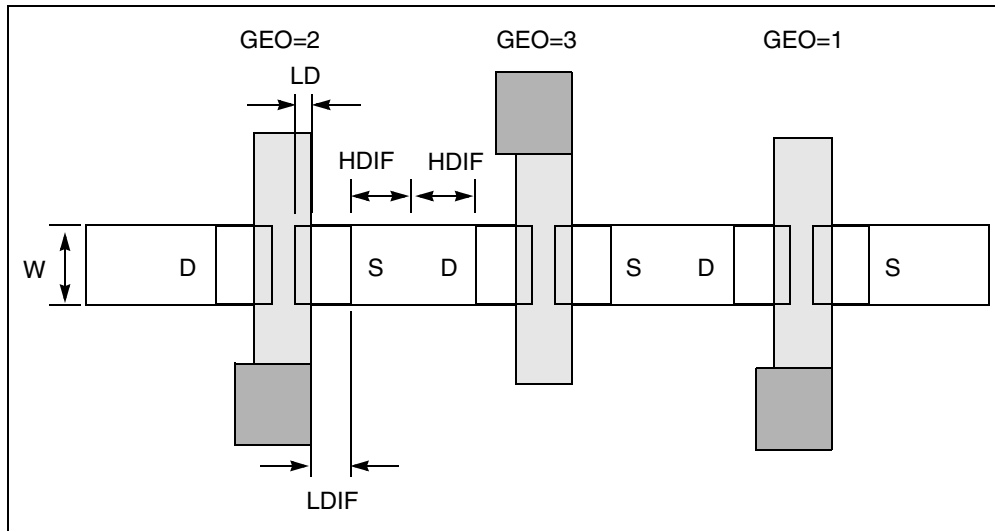 GEO=2 GEO=3 GEO=1
LD
HDIF HDIF
W D S D S D S
LDIF